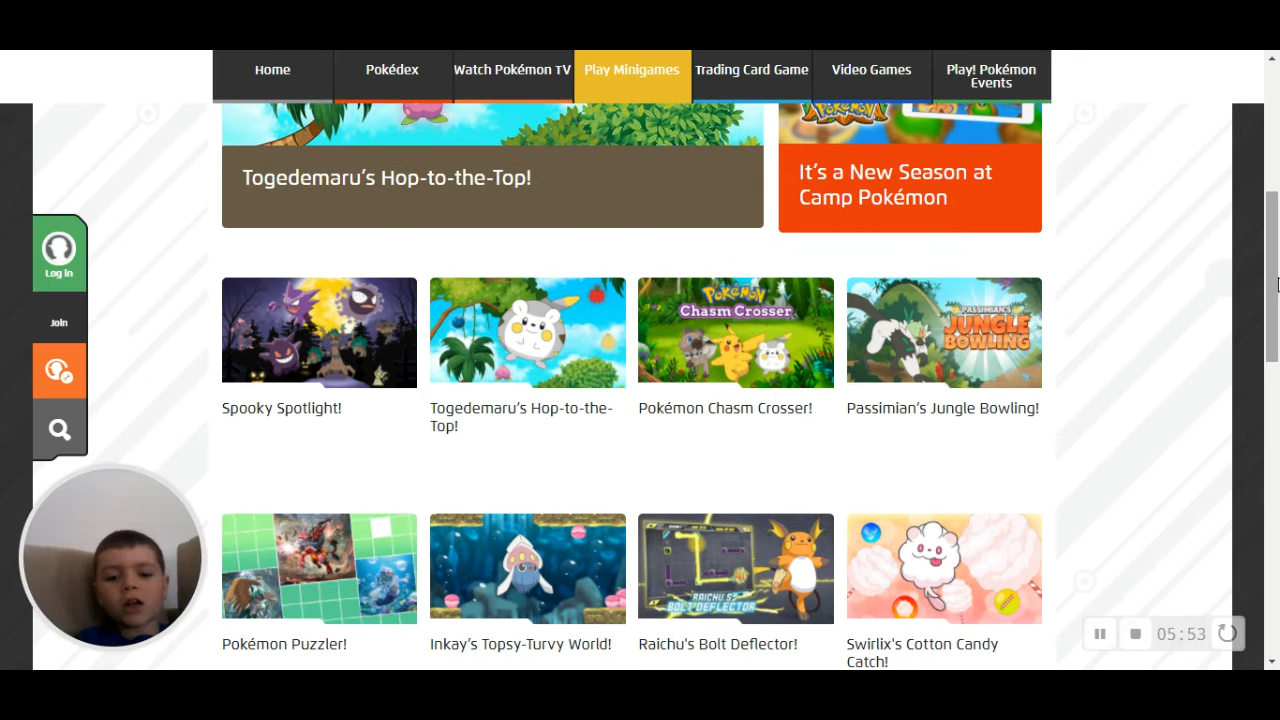 Home
Pokédex
Watch Pokémon TV
Play Minigames
Trading Card Game
Video Games
Play! Pokémon
Events
Togedemaru’s Hop-to-the-Top!
It’s a New Season at
Camp Pokémon
Log in
Join
POKÉMON
Chasm Crosser
PASSIMIAN'S
JUNGLE
BOWLING
Spooky Spotlight!
Togedemaru’s Hop-to-the-
Top!
Pokémon Chasm Crosser!
Passimian’s Jungle Bowling!
RAICHU'S
BOLT DEFLECTOR
Pokémon Puzzler!
Inkay’s Topsy-Turvy World!
Raichu's Bolt Deflector!
Swirlix's Cotton Candy
Catch!
05:53